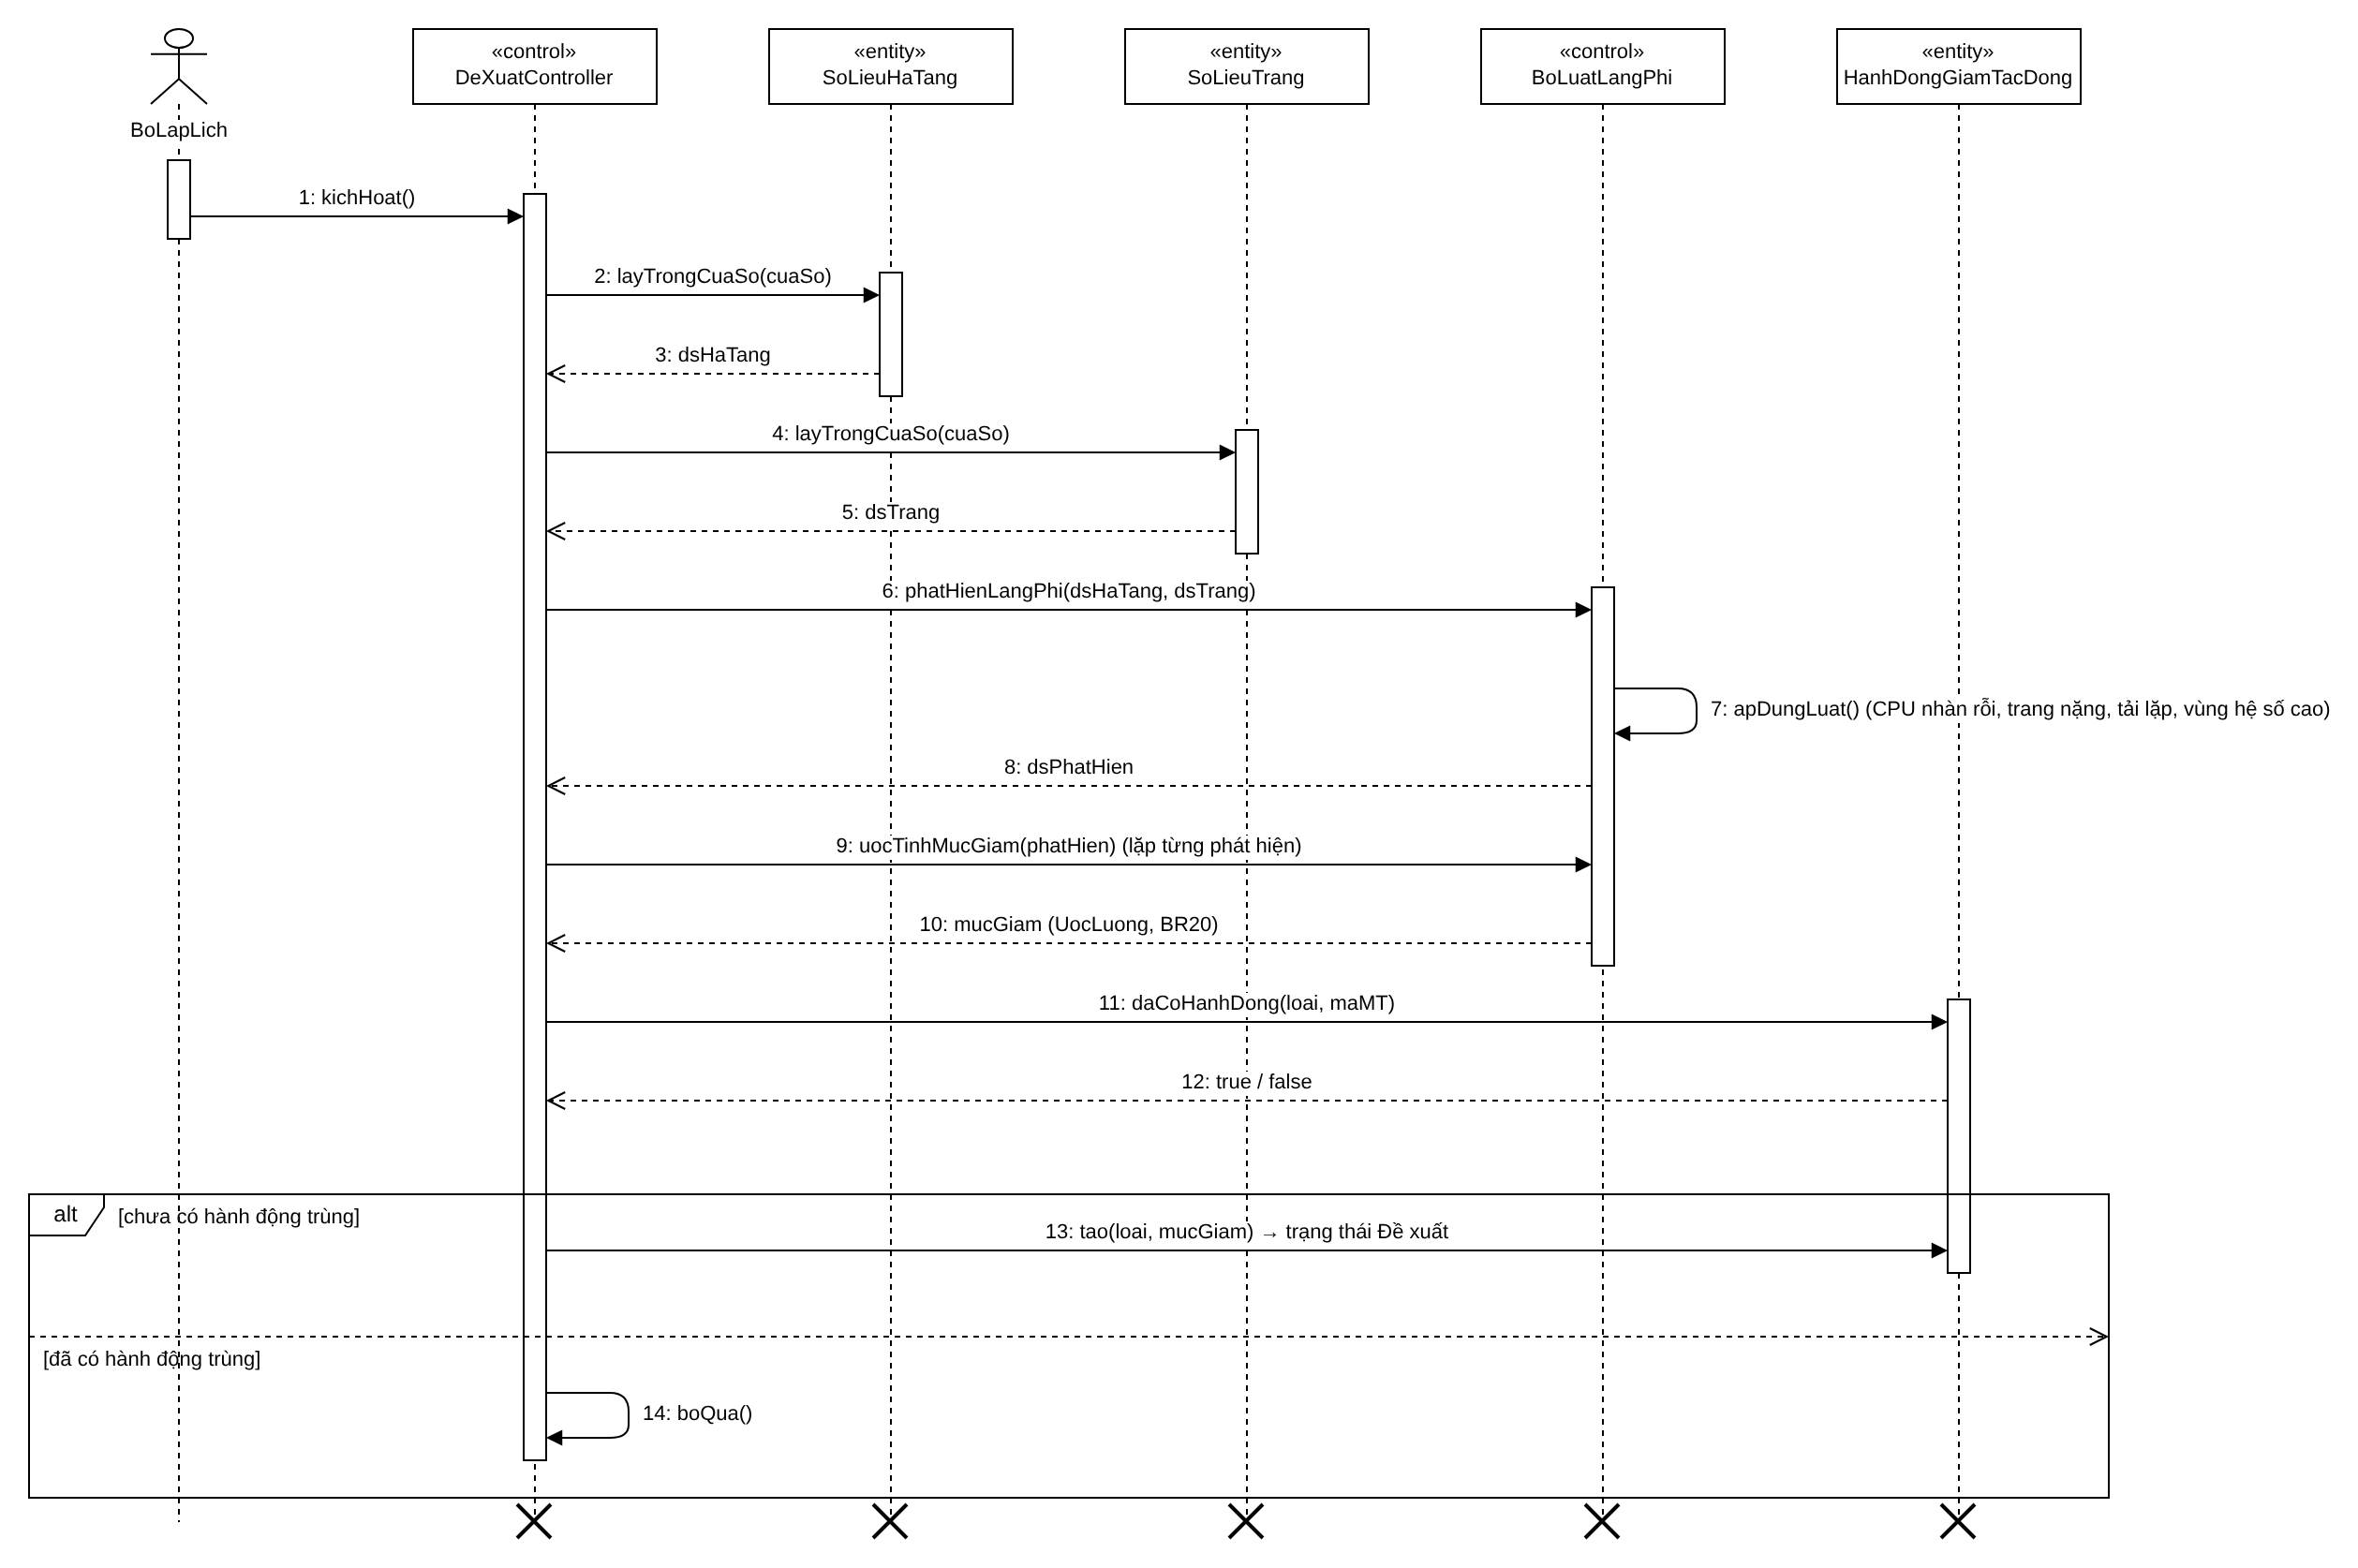 «control»
DeXuatController
«entity»
SoLieuHaTang
«entity»
SoLieuTrang
«control»
BoLuatLangPhi
«entity»
HanhDongGiamTacDong
BoLapLich
1: kichHoat()
2: layTrongCuaSo(cuaSo)
3: dsHaTang
4: layTrongCuaSo(cuaSo)
5: dsTrang
6: phatHienLangPhi(dsHaTang, dsTrang)
7: apDungLuat() (CPU nhàn rỗi, trang nặng, tải lặp, vùng hệ số cao)
8: dsPhatHien
9: uocTinhMucGiam(phatHien) (lặp từng phát hiện)
10: mucGiam (UocLuong, BR20)
11: daCoHanhDong(loai, maMT)
12: true / false
alt
[chưa có hành động trùng]
13: tao(loai, mucGiam) → trạng thái Đề xuất
[đã có hành động trùng]
14: boQua()